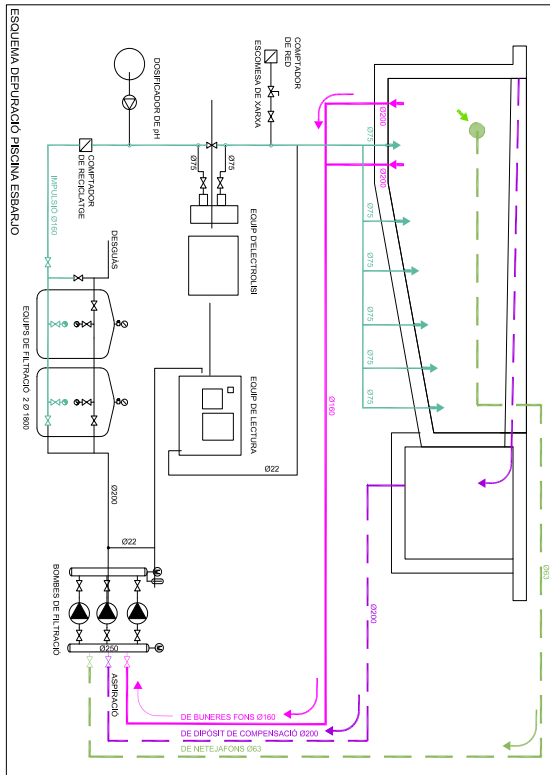 ESQUEMA DEPURACIÓ PISCINA ESBARJO
DOSIFICADOR DE pH
COMPTADOR
DE RED
ESCOMESA DE XARXA
COMPTADOR
DE RECICLATGE
IMPULSIÓ Ø160
Ø75
Ø75
EQUIP D'ELECTROLISI
DESGUÀS
EQUIPS DE FILTRACIÓ 2 Ø 1800
EQUIP DE LECTURA
Ø22
Ø200
Ø22
BOMBES DE FILTRACIÓ
Ø250
ASPIRACIÓ
Ø200
Ø200
Ø75
Ø75
Ø75
Ø75
Ø75
Ø75
Ø160
Ø200
Ø63
DE BUNERES FONS Ø160
DE DIPÒSIT DE COMPENSACIÓ Ø200
DE NETEJAFONS Ø63